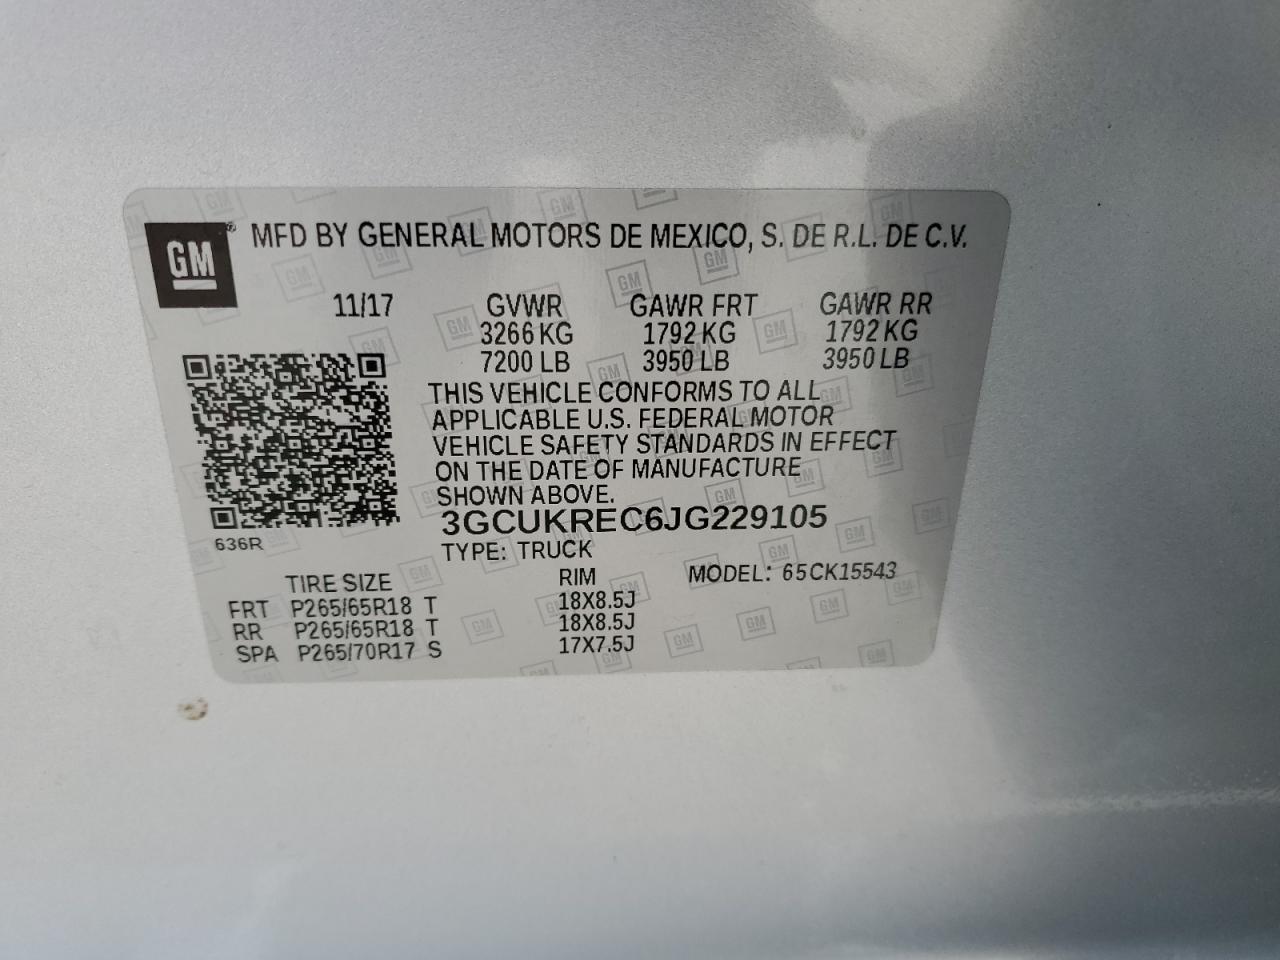 GM® MFD BY GENERAL MOTORS DE MEXICO, S. DE R.L. DE C.V.
11/17 GVWR GAWR FRT GAWR RR
3266 KG 1792 KG 1792 KG
7200 LB 3950 LB 3950 LB
THIS VEHICLE CONFORMS TO ALL
APPLICABLE U.S. FEDERAL MOTOR
VEHICLE SAFETY STANDARDS IN EFFECT
ON THE DATE OF MANUFACTURE
SHOWN ABOVE.
3GCUKREC6JG229105
636R
TYPE: TRUCK
TIRE SIZE RIM MODEL: 65CK15543
FRT P265/65R18 T 18X8.5J
RR P265/65R18 T 18X8.5J
SPA P265/70R17 S 17X7.5J